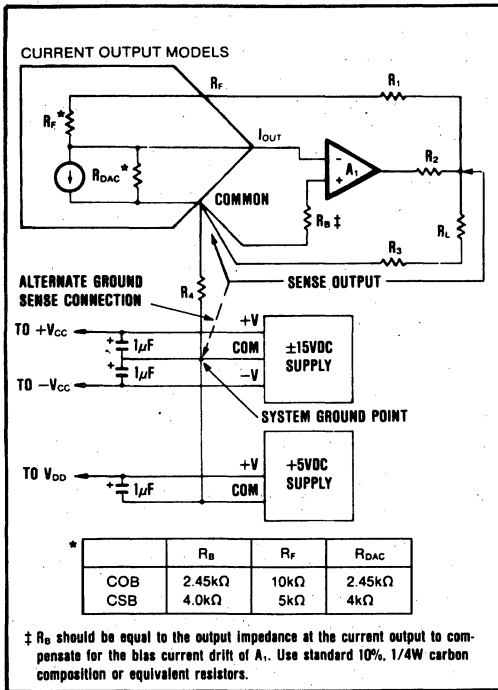 CURRENT OUTPUT MODELS
RF
R1
RF*
IOUT
RDAC*
-
A1
+
R2
COMMON
RB ‡
RL
R3
SENSE OUTPUT
ALTERNATE GROUND
SENSE CONNECTION
R4
TO +VCC
+
1µF
+V
COM
±15VDC
SUPPLY
+
1µF
TO -VCC
-V
SYSTEM GROUND POINT
TO VDD
+
1µF
+V
COM
+5VDC
SUPPLY
*
RB RF RDAC
COB 2.45kΩ 10kΩ 2.45kΩ
CSB 4.0kΩ 5kΩ 4kΩ
‡ RB should be equal to the output impedance at the current output to com-
pensate for the bias current drift of A1. Use standard 10%, 1/4W carbon
composition or equivalent resistors.